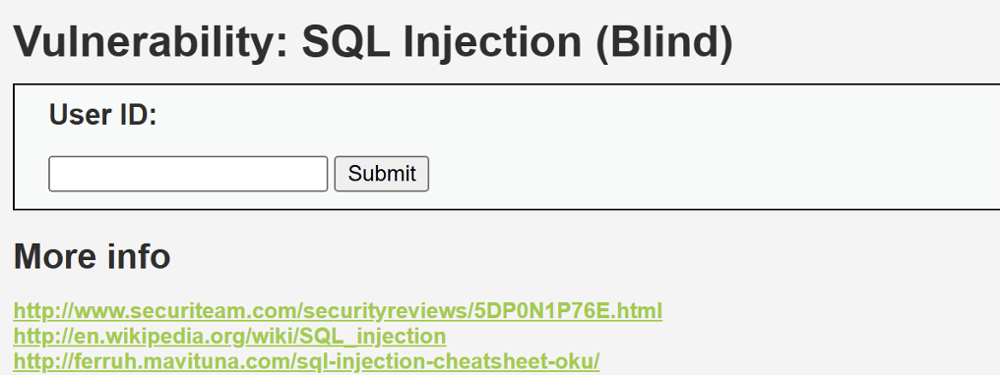 Vulnerability: SQL Injection (Blind)
User ID:
Submit
More info
http://www.securiteam.com/securityreviews/5DP0N1P76E.html
http://en.wikipedia.org/wiki/SQL_injection
http://ferruh.mavituna.com/sql-injection-cheatsheet-oku/